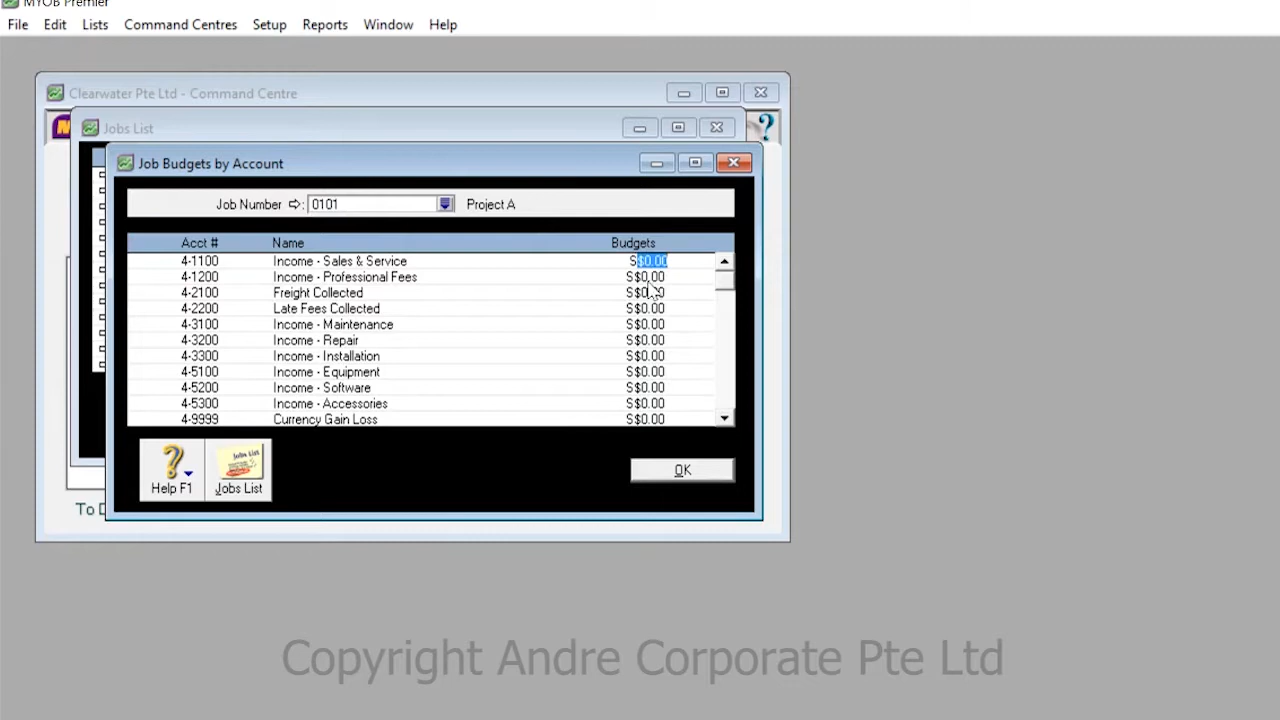 MYOB Premier
File Edit Lists Command Centres Setup Reports Window Help
Clearwater Pte Ltd - Command Centre
Jobs List
Job Budgets by Account
Job Number ⇨: 0101 Project A
Acct # Name Budgets
4-1100 Income - Sales & Service S$0.00
4-1200 Income - Professional Fees S$0.00
4-2100 Freight Collected S$0.00
4-2200 Late Fees Collected S$0.00
4-3100 Income - Maintenance S$0.00
4-3200 Income - Repair S$0.00
4-3300 Income - Installation S$0.00
4-5100 Income - Equipment S$0.00
4-5200 Income - Software S$0.00
4-5300 Income - Accessories S$0.00
4-9999 Currency Gain Loss S$0.00
Help F1 Jobs List OK
To D
Copyright Andre Corporate Pte Ltd